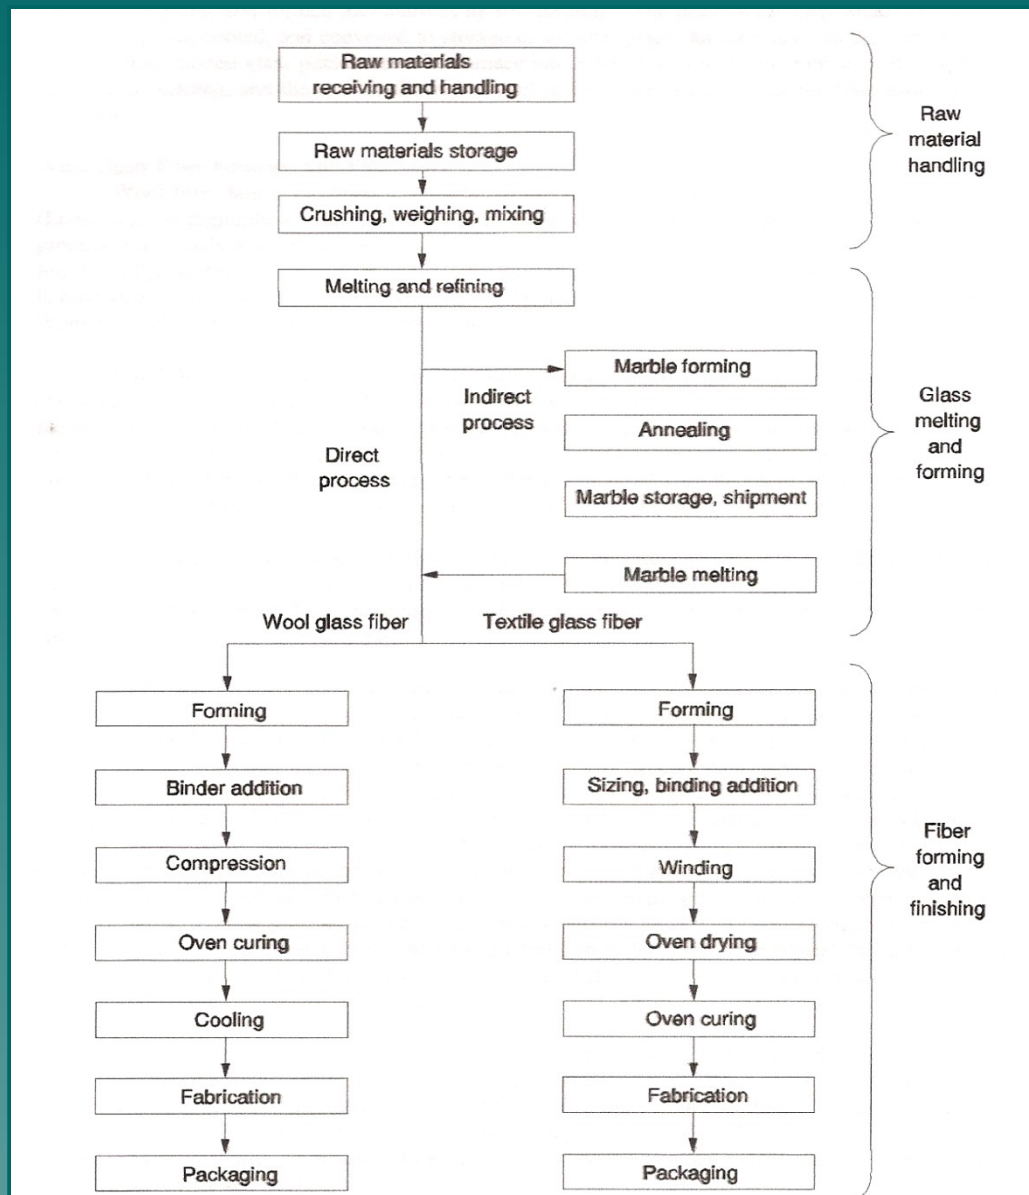 Raw materials
receiving and handling
Raw materials storage
Crushing, weighing, mixing
Raw
material
handling
Melting and refining
Marble forming
Indirect
process
Annealing
Direct
process
Marble storage, shipment
Marble melting
Glass
melting
and
forming
Wool glass fiber
Textile glass fiber
Forming
Binder addition
Compression
Oven curing
Cooling
Fabrication
Packaging
Forming
Sizing, binding addition
Winding
Oven drying
Oven curing
Fabrication
Packaging
Fiber
forming
and
finishing